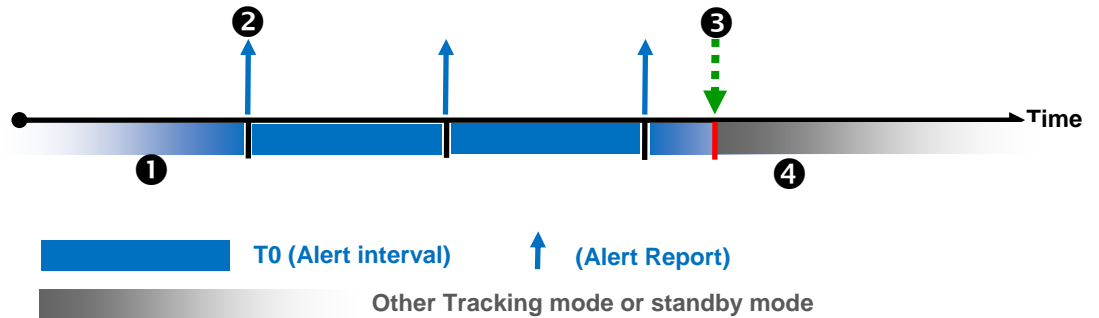 ❷ ❸
Time
❶ ❹
T0 (Alert interval) (Alert Report)
Other Tracking mode or standby mode